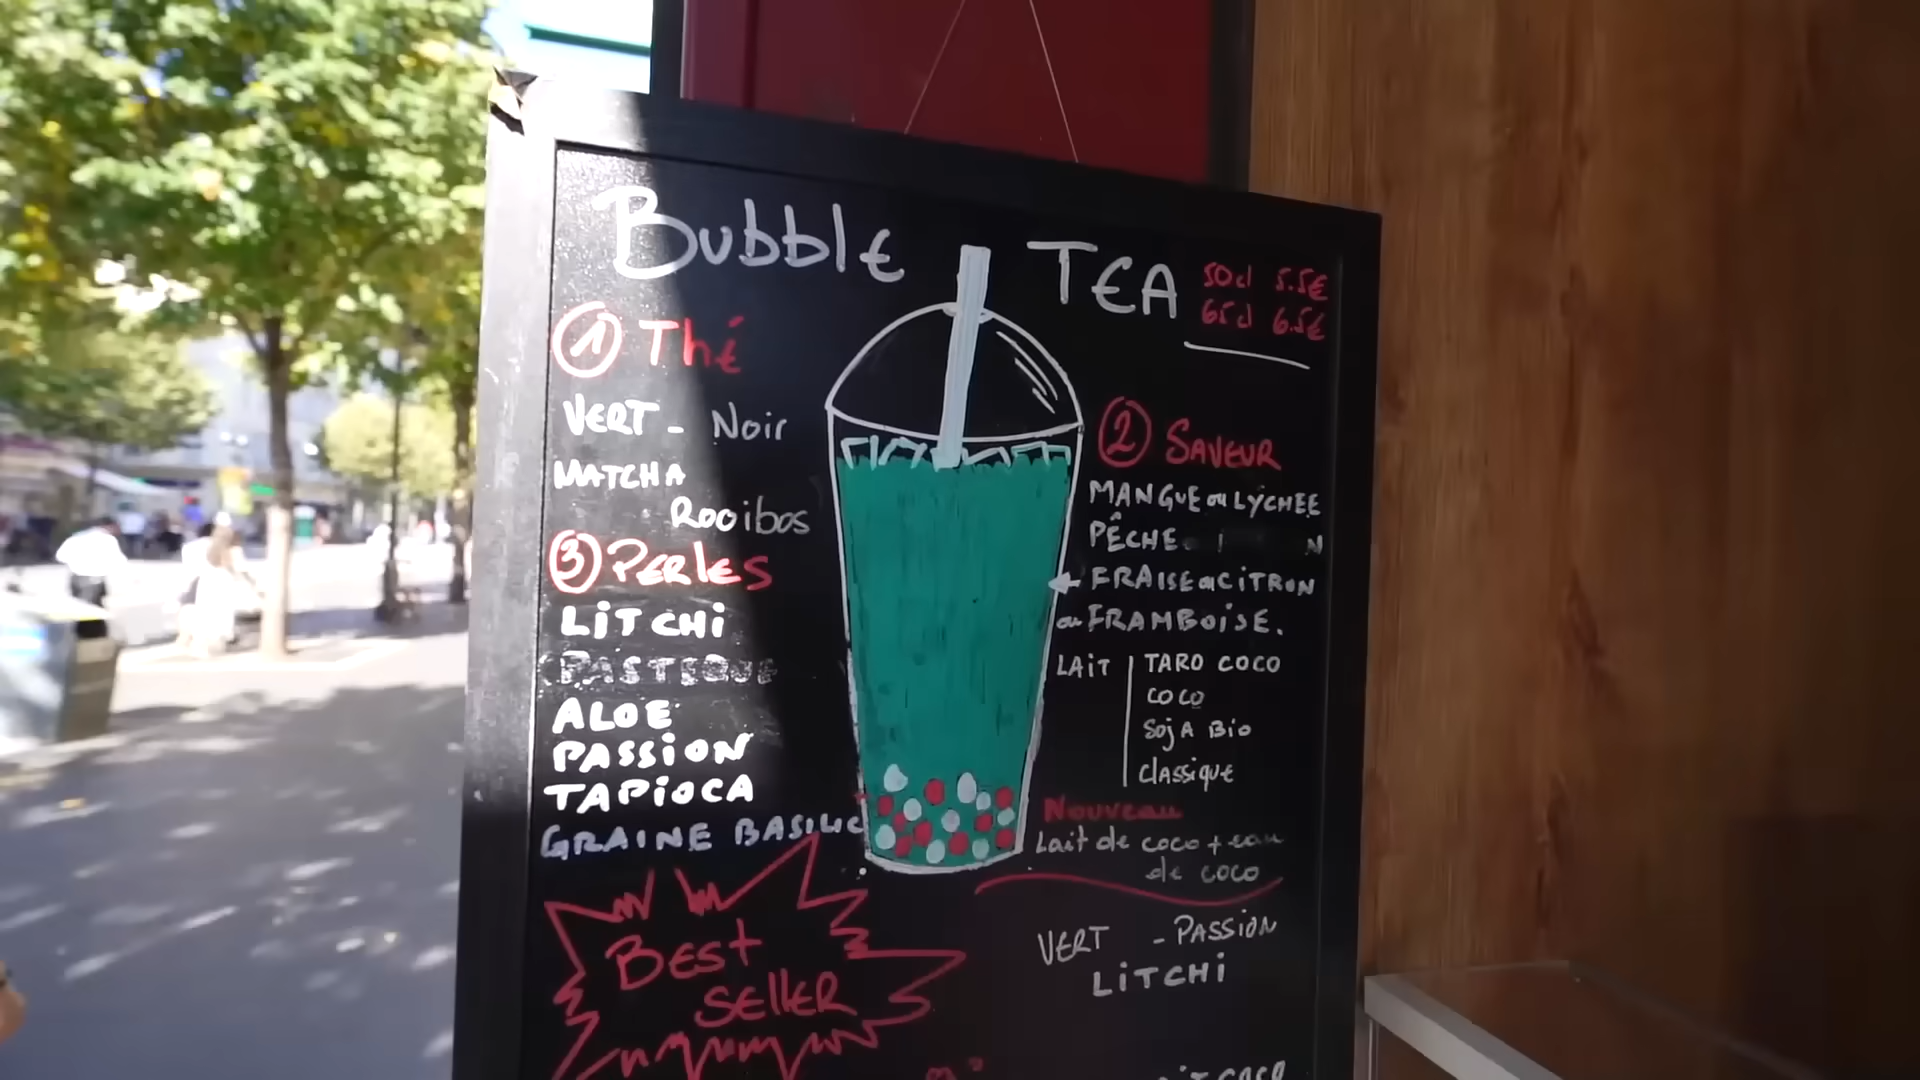 Bubble TEA
50cl 5.5€
65cl 6.5€
1 Thé
VERT - Noir
MATCHA
Rooibos
3 Perles
LiTCHi
PASTEQUE
ALOE
PASSiON
TAPiOCA
GRAINE BASILIC
2 SAVEUR
MANGUE ou LYCHEE
PÊCHE
FRAISE ou CITRON
ou FRAMBOiSE.
LAiT
TARO COCO
COCO
SOJA BiO
classique
Nouveau
Lait de coco + eau
de coco
BEST
SELLER
VERT - PASSiON
LiTCHi
COCO